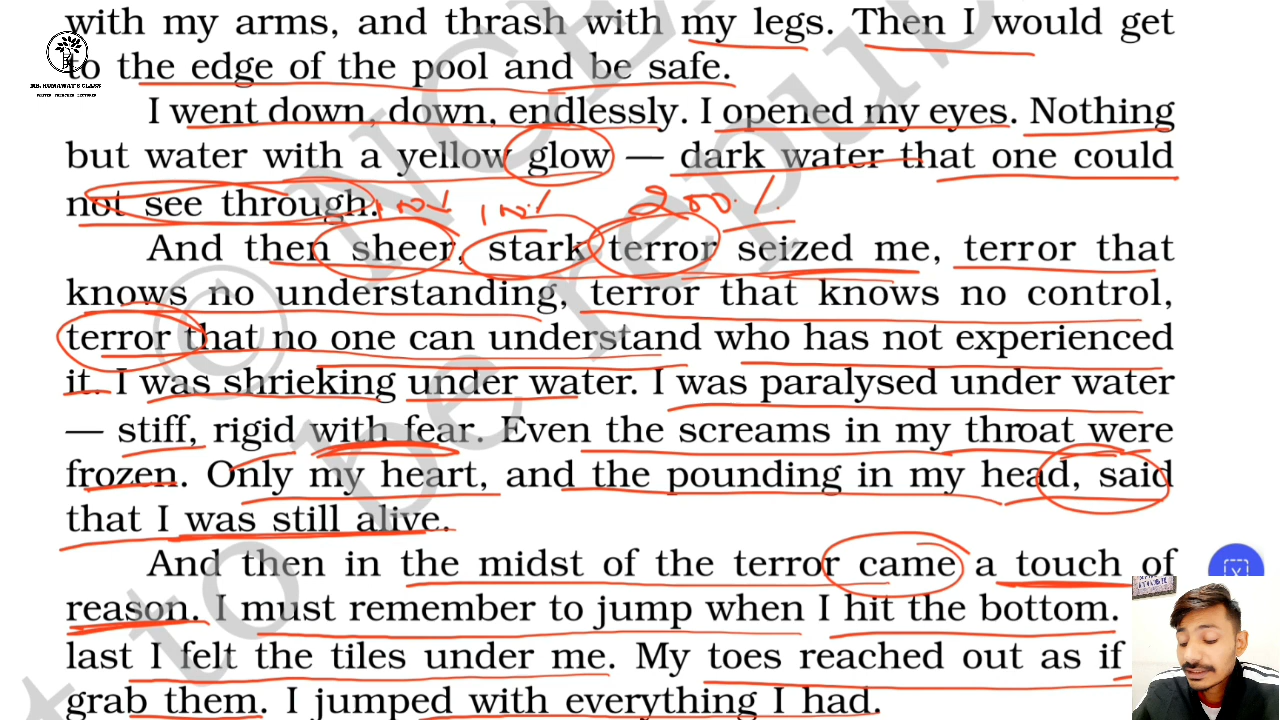 with my arms, and thrash with my legs. Then I would get
to the edge of the pool and be safe.
I went down, down, endlessly. I opened my eyes. Nothing
but water with a yellow glow — dark water that one could
not see through.
100% 100% 200%
And then sheer, stark terror seized me, terror that
knows no understanding, terror that knows no control,
terror that no one can understand who has not experienced
it. I was shrieking under water. I was paralysed under water
— stiff, rigid with fear. Even the screams in my throat were
frozen. Only my heart, and the pounding in my head, said
that I was still alive.
And then in the midst of the terror came a touch of
reason. I must remember to jump when I hit the bottom.
last I felt the tiles under me. My toes reached out as if
grab them. I jumped with everything I had.
© NCE
to be republ